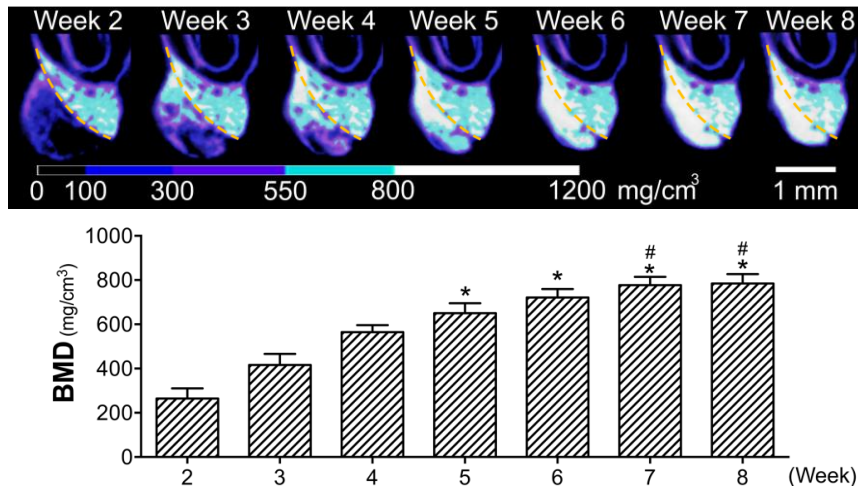 Week 2 Week 3 Week 4 Week 5 Week 6 Week 7 Week 8
0 100 300 550 800 1200 mg/cm³ 1 mm
1000
800
600
400
200
0
BMD (mg/cm³)
* * # * # *
2 3 4 5 6 7 8 (Week)